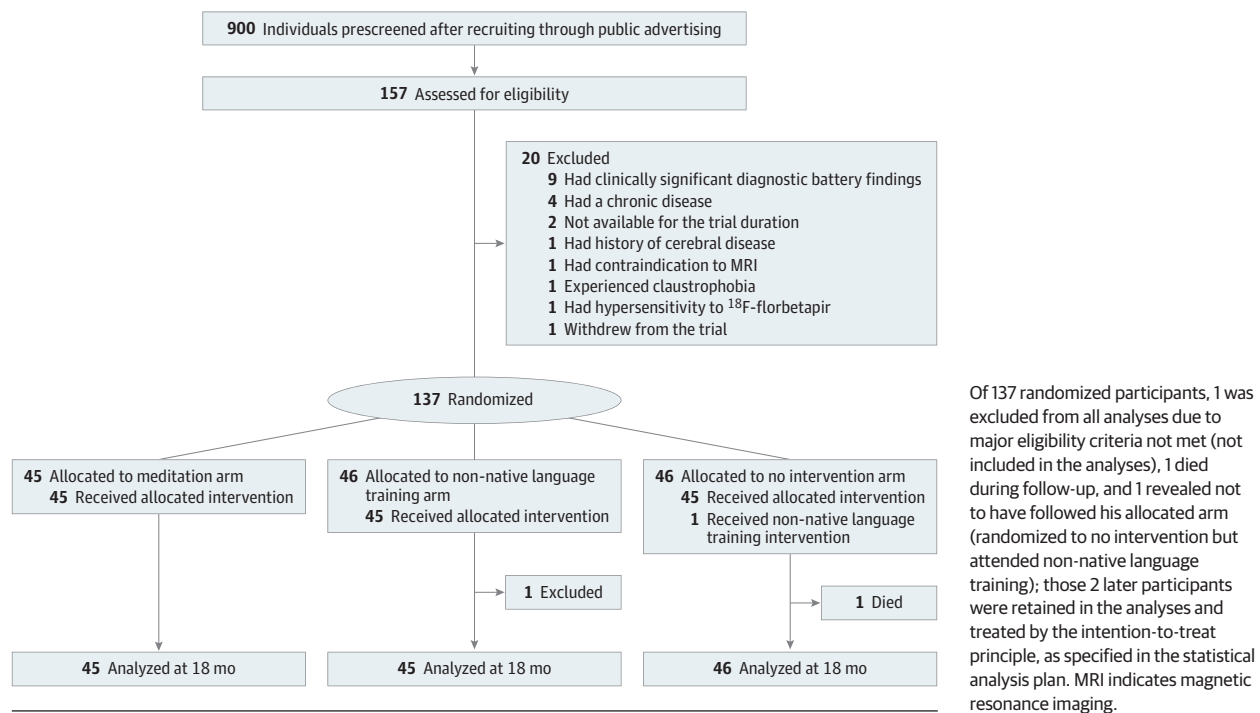 900 Individuals prescreened after recruiting through public advertising
157 Assessed for eligibility
20 Excluded
9 Had clinically significant diagnostic battery findings
4 Had a chronic disease
2 Not available for the trial duration
1 Had history of cerebral disease
1 Had contraindication to MRI
1 Experienced claustrophobia
1 Had hypersensitivity to 18F-florbetapir
1 Withdrew from the trial
137 Randomized
45 Allocated to meditation arm
45 Received allocated intervention
46 Allocated to non-native language
training arm
45 Received allocated intervention
46 Allocated to no intervention arm
45 Received allocated intervention
1 Received non-native language
training intervention
1 Excluded
1 Died
45 Analyzed at 18 mo
45 Analyzed at 18 mo
46 Analyzed at 18 mo
Of 137 randomized participants, 1 was
excluded from all analyses due to
major eligibility criteria not met (not
included in the analyses), 1 died
during follow-up, and 1 revealed not
to have followed his allocated arm
(randomized to no intervention but
attended non-native language
training); those 2 later participants
were retained in the analyses and
treated by the intention-to-treat
principle, as specified in the statistical
analysis plan. MRI indicates magnetic
resonance imaging.